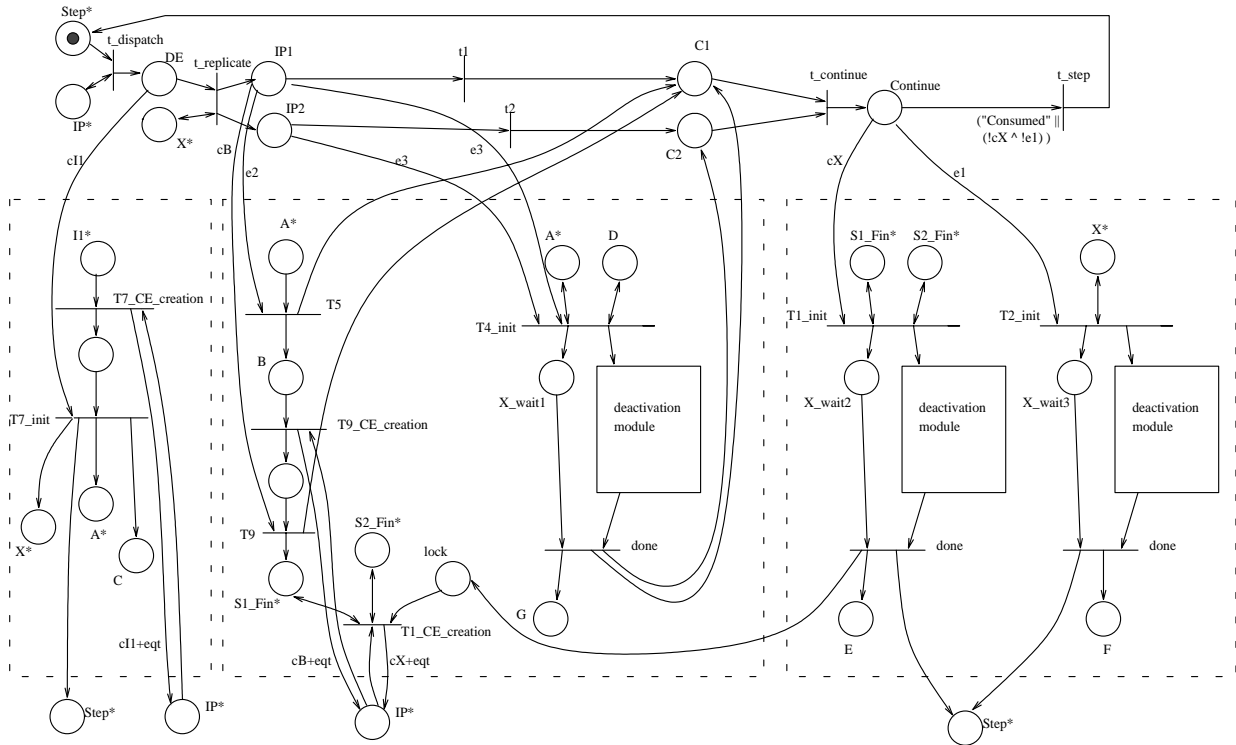 Step*
t_dispatch
DE
t_replicate
IP1
t1
C1
t_continue
Continue
t_step
IP*
X*
IP2
t2
C2
("Consumed" ||
(!cX ^ !e1) )
cI1
cB
e2
e3
e3
cX
e1
I1*
A*
A*
D
S1_Fin*
S2_Fin*
X*
T7_CE_creation
T5
T4_init
T1_init
T2_init
B
X_wait1
X_wait2
X_wait3
deactivation
module
deactivation
module
deactivation
module
T7_init
T9_CE_creation
X*
A*
C
T9
S2_Fin*
lock
done
done
done
S1_Fin*
G
T1_CE_creation
E
F
cI1+eqt
cB+eqt
cX+eqt
Step*
IP*
IP*
Step*